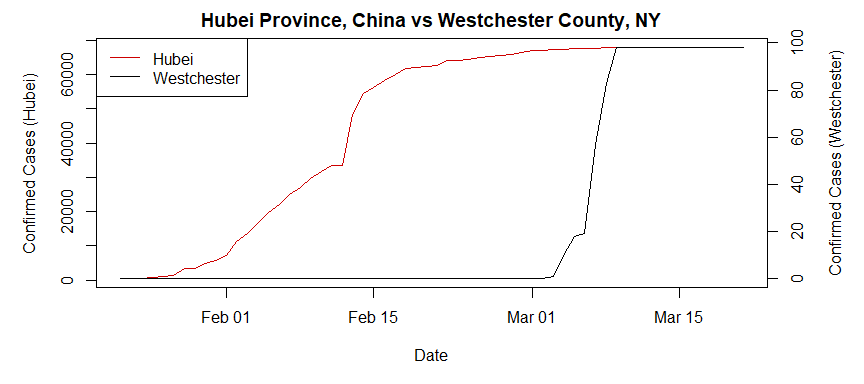 Hubei Province, China vs Westchester County, NY
Hubei
Westchester
Confirmed Cases (Hubei)
60000
40000
20000
0
100
80
60
40
20
0
Confirmed Cases (Westchester)
Feb 01
Feb 15
Mar 01
Mar 15
Date